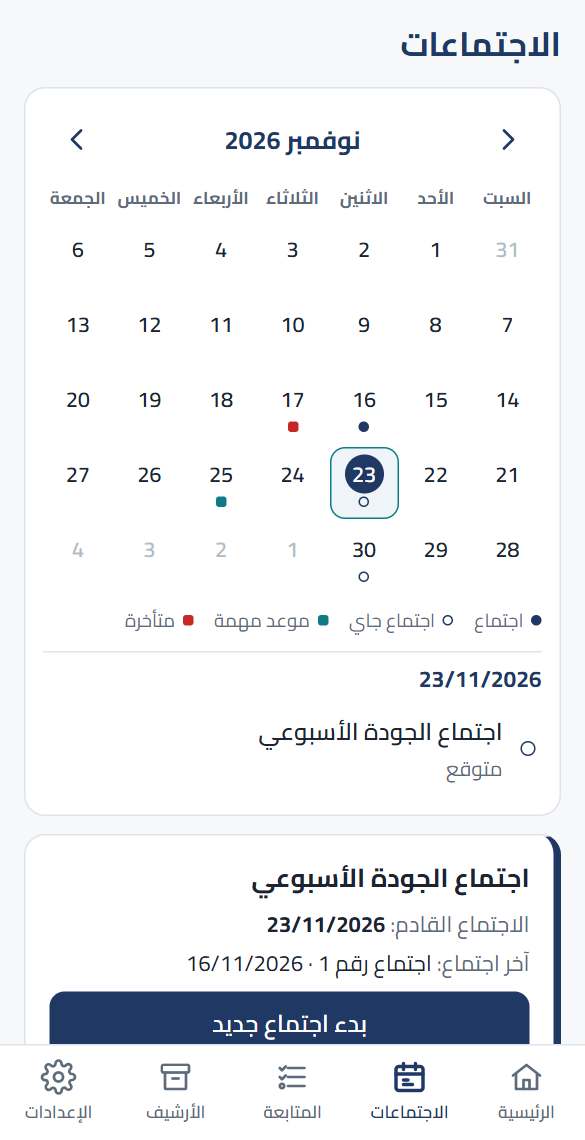 الاجتماعات
نوفمبر 2026
السبت الأحد الاثنين الثلاثاء الأربعاء الخميس الجمعة
31 1 2 3 4 5 6
7 8 9 10 11 12 13
14 15 16 17 18 19 20
21 22 23 24 25 26 27
28 29 30 1 2 3 4
اجتماع اجتماع جاي موعد مهمة متأخرة
23/11/2026
اجتماع الجودة الأسبوعي
متوقع
اجتماع الجودة الأسبوعي
الاجتماع القادم: 23/11/2026
آخر اجتماع: اجتماع رقم 1 · 16/11/2026
بدء اجتماع جديد
الرئيسية الاجتماعات المتابعة الأرشيف الإعدادات